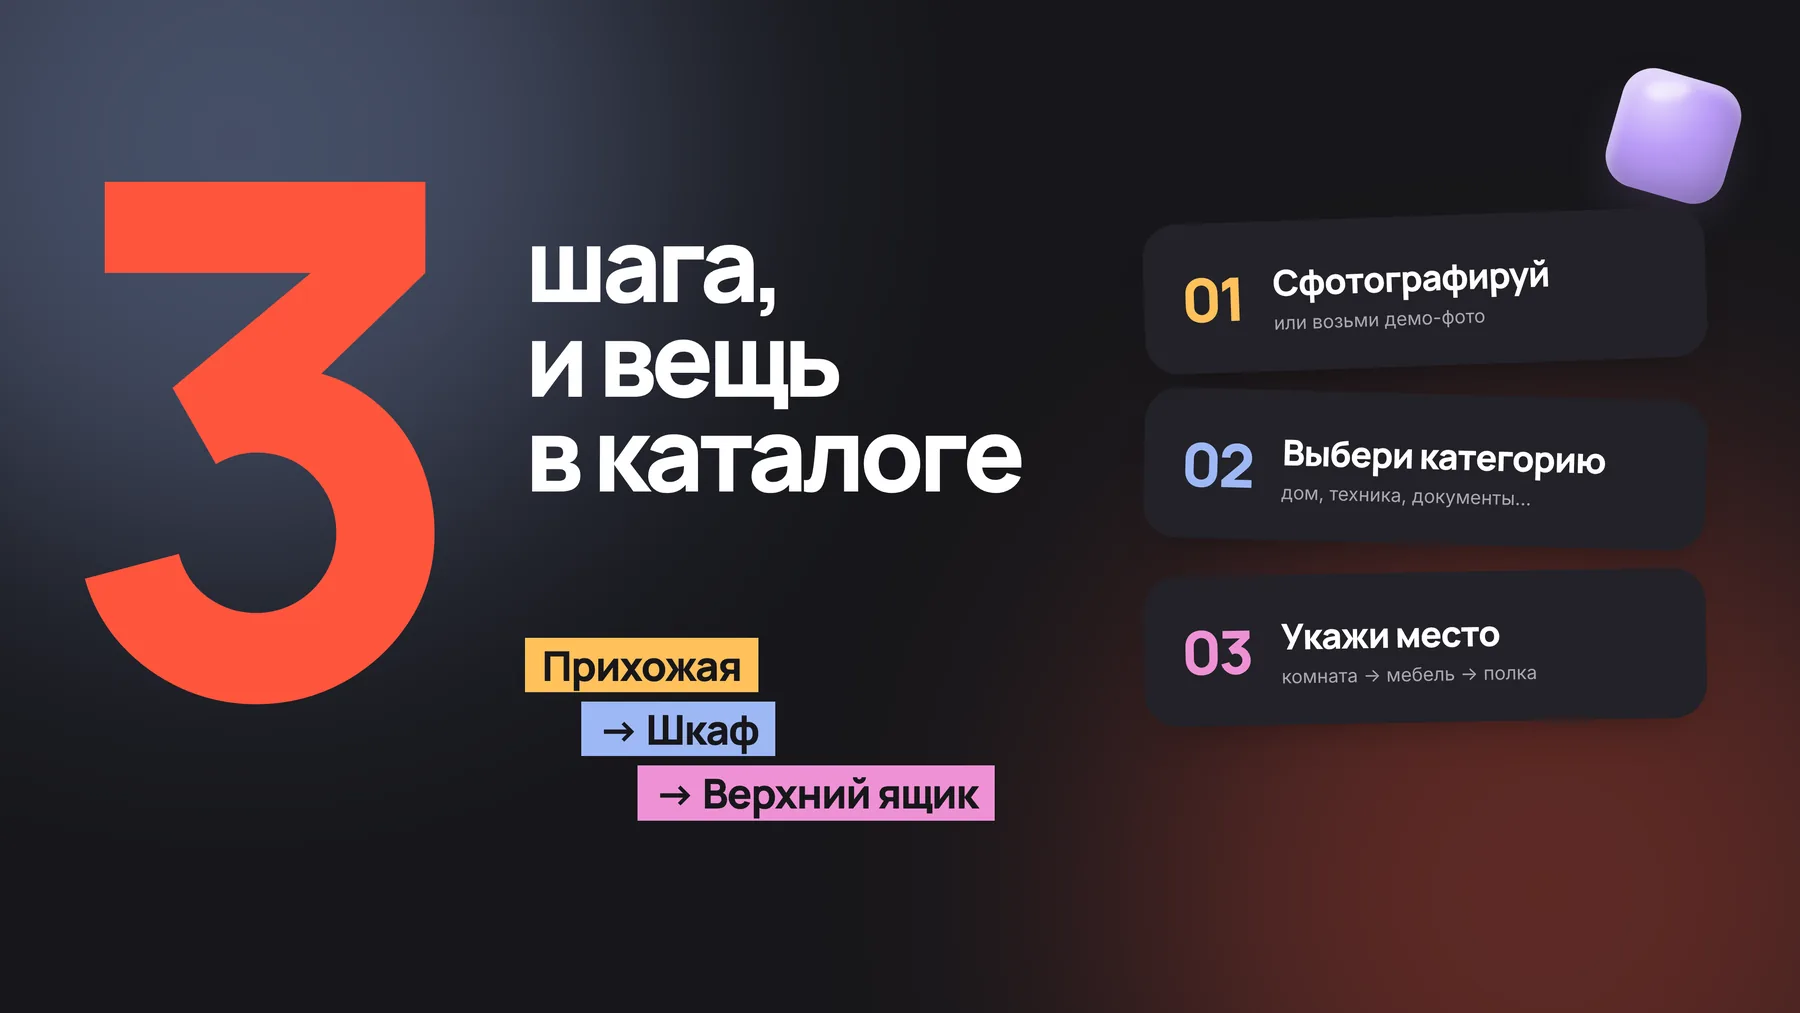 3
шага,
и вещь
в каталоге
Прихожая
→ Шкаф
→ Верхний ящик
01
Сфотографируй
или возьми демо-фото
02
Выбери категорию
дом, техника, документы...
03
Укажи место
комната → мебель → полка